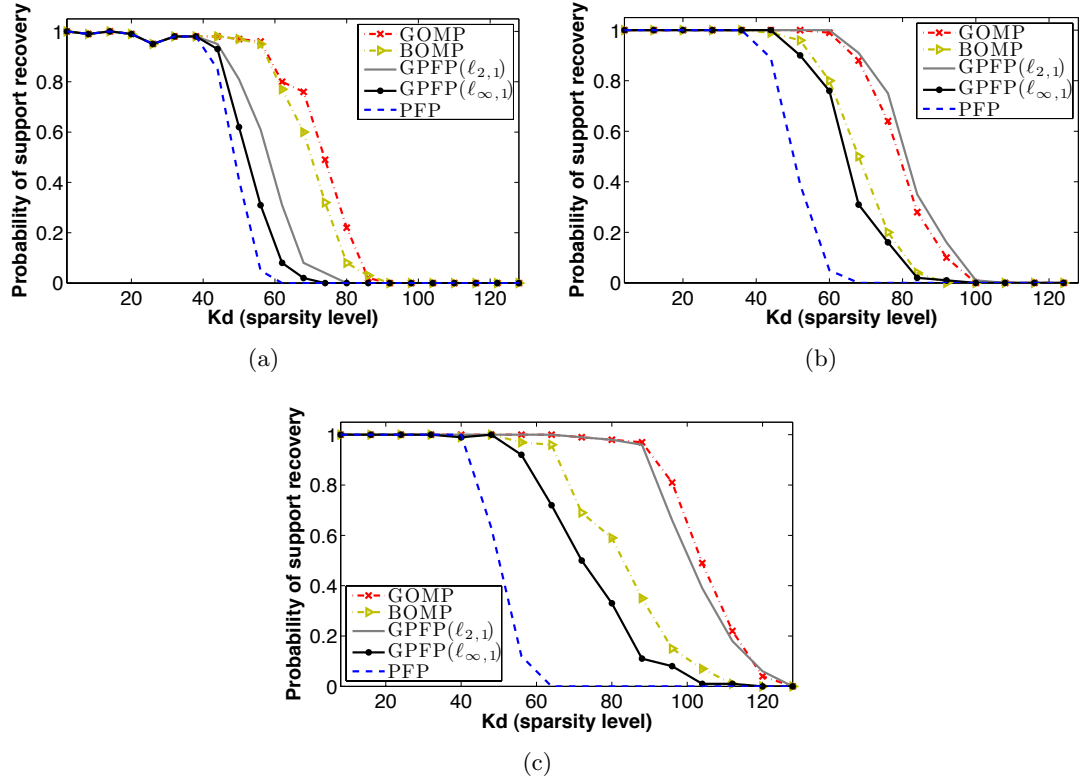 Probability of support recovery
1
0.8
0.6
0.4
0.2
0
20 40 60 80 100 120
Kd (sparsity level)
GOMP
BOMP
GPFP(ℓ2,1)
GPFP(ℓ∞,1)
PFP
(a)
Probability of support recovery
1
0.8
0.6
0.4
0.2
0
20 40 60 80 100 120
Kd (sparsity level)
GOMP
BOMP
GPFP(ℓ2,1)
GPFP(ℓ∞,1)
PFP
(b)
Probability of support recovery
1
0.8
0.6
0.4
0.2
0
20 40 60 80 100 120
Kd (sparsity level)
GOMP
BOMP
GPFP(ℓ2,1)
GPFP(ℓ∞,1)
PFP
(c)